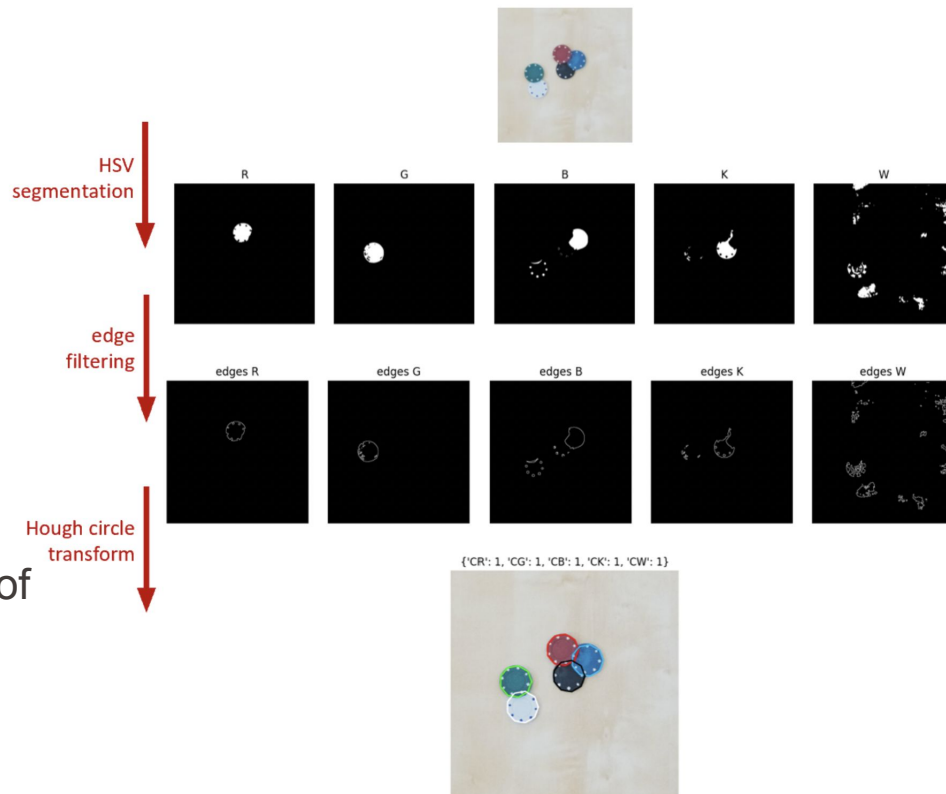 HSV
segmentation
R G B K W
edge
filtering
edges R edges G edges B edges K edges W
Hough circle
transform
of
{'CR': 1, 'CG': 1, 'CB': 1, 'CK': 1, 'CW': 1}